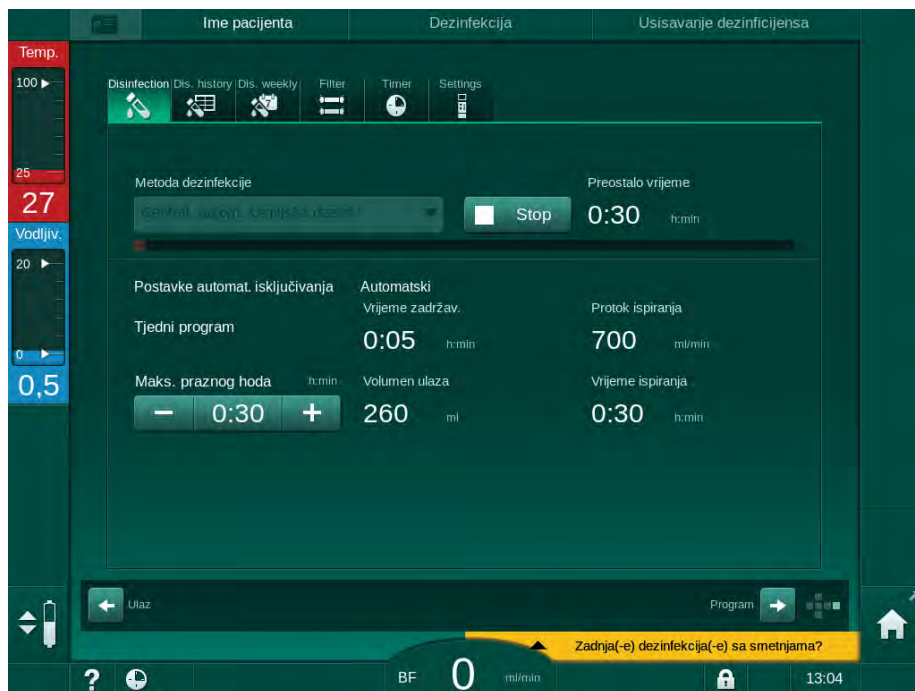 Ime pacijenta Dezinfekcija Usisavanje dezinficijensa
Temp.
100
25
27
Vodljiv.
20
0
0,5
Disinfection Dis. history Dis. weekly Filter Timer Settings
7
Metoda dezinfekcije Preostalo vrijeme
Stop 0:30 h:min
Postavke automat. isključivanja Automatski
Vrijeme zadržav. Protok ispiranja
Tjedni program
0:05 h:min 700 ml/min
Maks. praznog hoda h:min Volumen ulaza Vrijeme ispiranja
− 0:30 + 260 ml 0:30 h:min
Ulaz Program
Zadnja(-e) dezinfekcija(-e) sa smetnjama?
? BF 0 ml/min 13:04